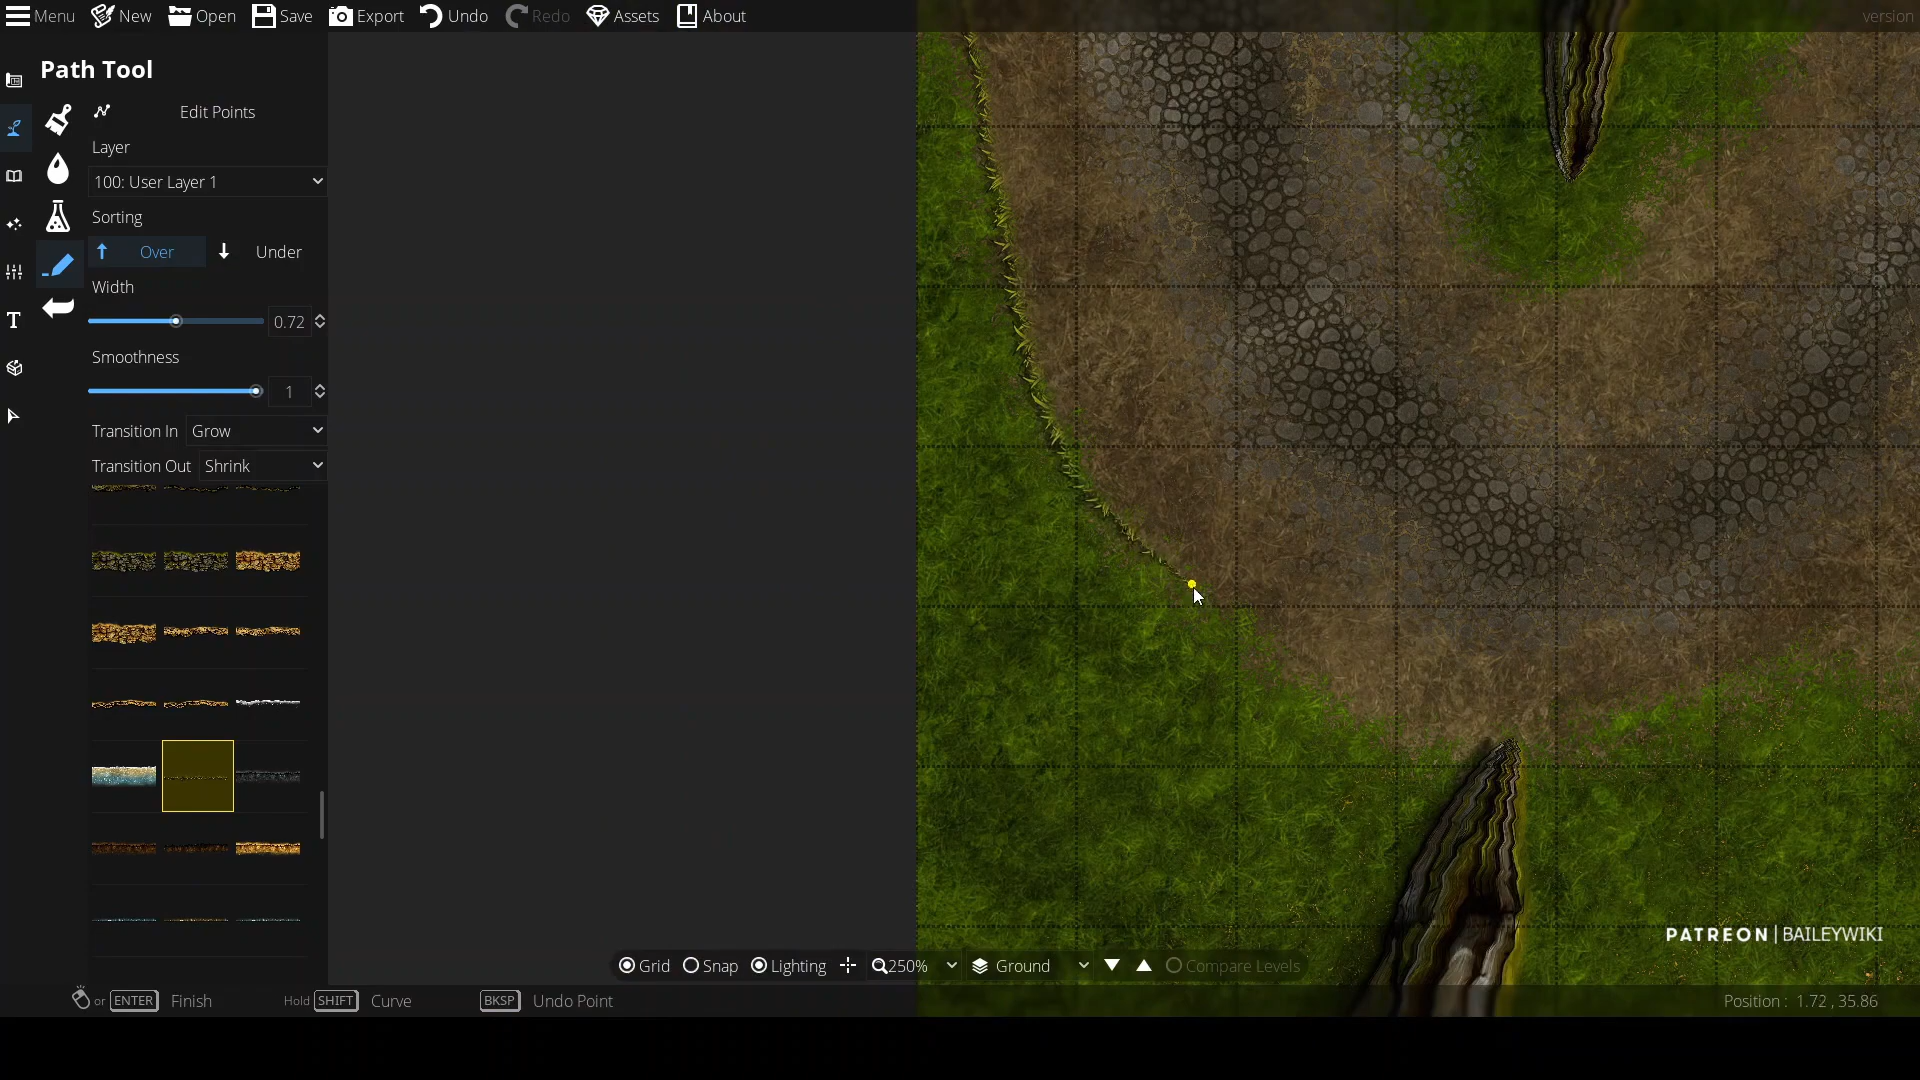 Menu New Open Save Export Undo Redo Assets About version
Path Tool
Edit Points
Layer
100: User Layer 1
Sorting
Over Under
Width
0.72
Smoothness
1
Transition In Grow
Transition Out Shrink
PATREON | BAILEYWIKI
Grid Snap Lighting 250% Ground Compare Levels
or ENTER Finish Hold SHIFT Curve BKSP Undo Point Position : 1.72 , 35.86